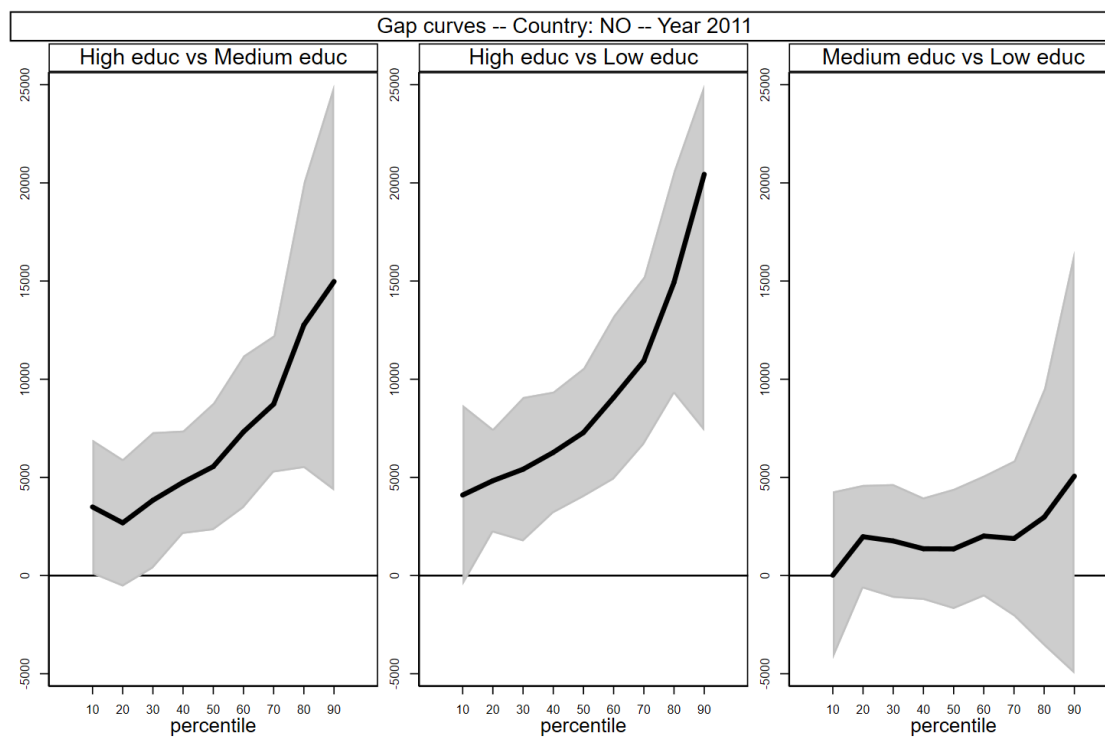 Gap curves -- Country: NO -- Year 2011
High educ vs Medium educ
25000
20000
15000
10000
5000
0
-5000
10 20 30 40 50 60 70 80 90
percentile
High educ vs Low educ
25000
20000
15000
10000
5000
0
-5000
10 20 30 40 50 60 70 80 90
percentile
Medium educ vs Low educ
25000
20000
15000
10000
5000
0
-5000
10 20 30 40 50 60 70 80 90
percentile